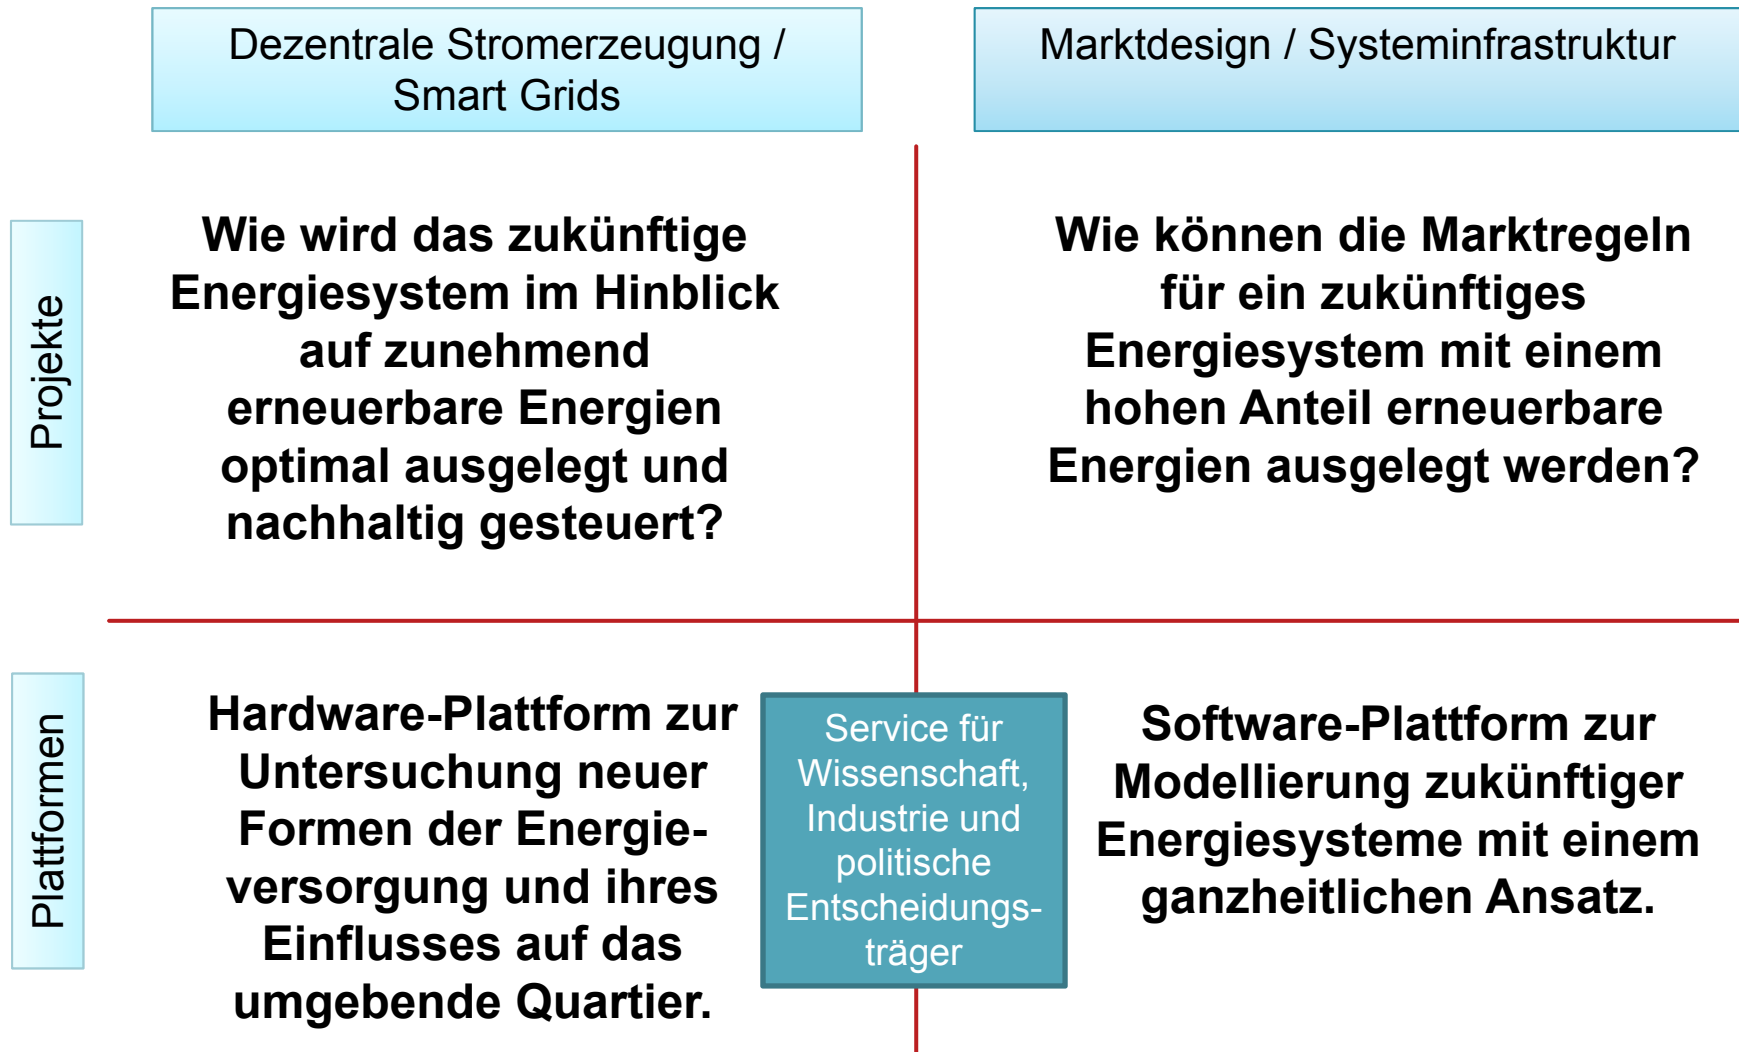 Dezentrale Stromerzeugung /
Smart Grids
Marktdesign / Systeminfrastruktur
Projekte
Wie wird das zukünftige
Energiesystem im Hinblick
auf zunehmend
erneuerbare Energien
optimal ausgelegt und
nachhaltig gesteuert?
Wie können die Marktregeln
für ein zukünftiges
Energiesystem mit einem
hohen Anteil erneuerbare
Energien ausgelegt werden?
Plattformen
Hardware-Plattform zur
Untersuchung neuer
Formen der Energie-
versorgung und ihres
Einflusses auf das
umgebende Quartier.
Service für
Wissenschaft,
Industrie und
politische
Entscheidungs-
träger
Software-Plattform zur
Modellierung zukünftiger
Energiesysteme mit einem
ganzheitlichen Ansatz.